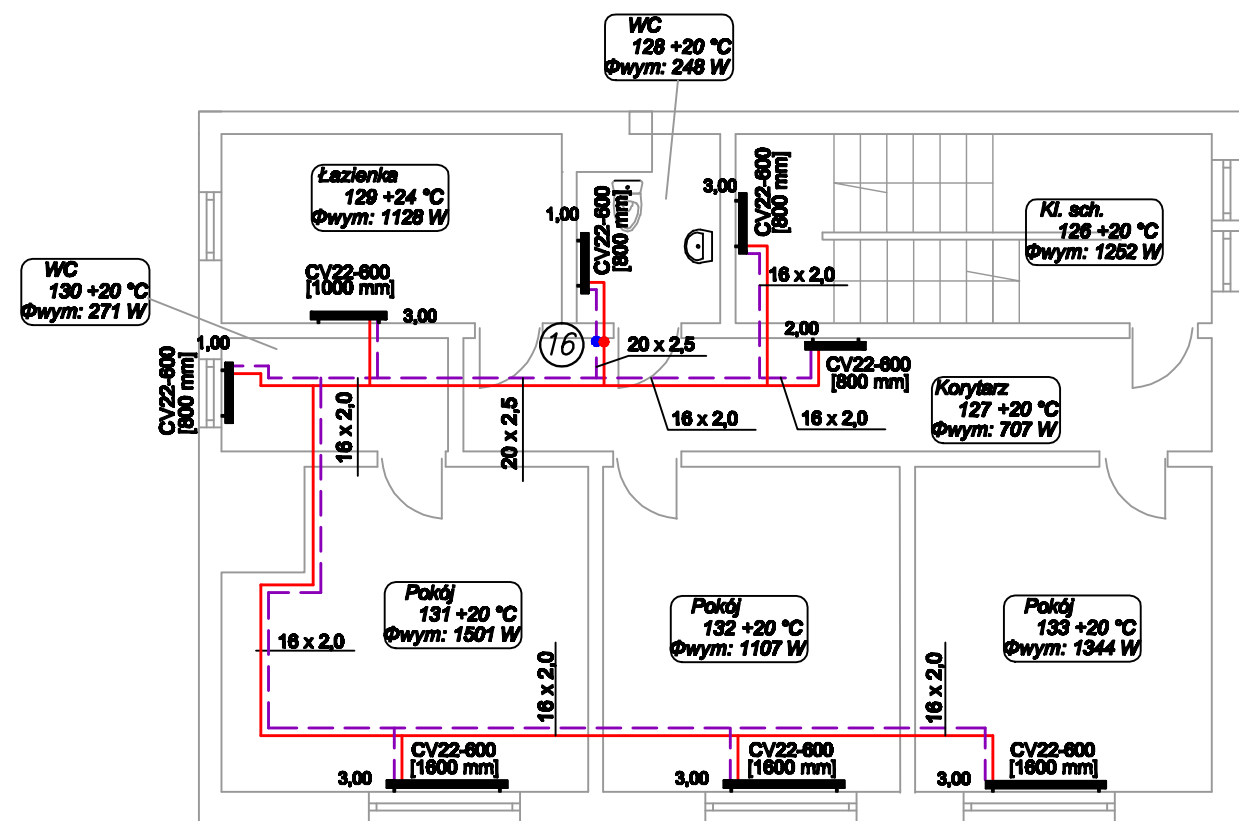 WC
128 +20 °C
Φwym: 248 W
Łazienka
129 +24 °C
Φwym: 1128 W
1,00
CV22-600
[800 mm].
3,00
CV22-600
[800 mm]
Kl. sch.
126 +20 °C
Φwym: 1252 W
WC
130 +20 °C
Φwym: 271 W
CV22-600
[1000 mm]
3,00
16 x 2,0
1,00
CV22-600
[800 mm]
16
20 x 2,5
2,00
CV22-600
[800 mm]
Korytarz
127 +20 °C
Φwym: 707 W
16 x 2,0
20 x 2,5
16 x 2,0
16 x 2,0
Pokój
131 +20 °C
Φwym: 1501 W
Pokój
132 +20 °C
Φwym: 1107 W
Pokój
133 +20 °C
Φwym: 1344 W
16 x 2,0
16 x 2,0
16 x 2,0
3,00
CV22-600
[1600 mm]
3,00
CV22-600
[1600 mm]
3,00
CV22-600
[1600 mm]